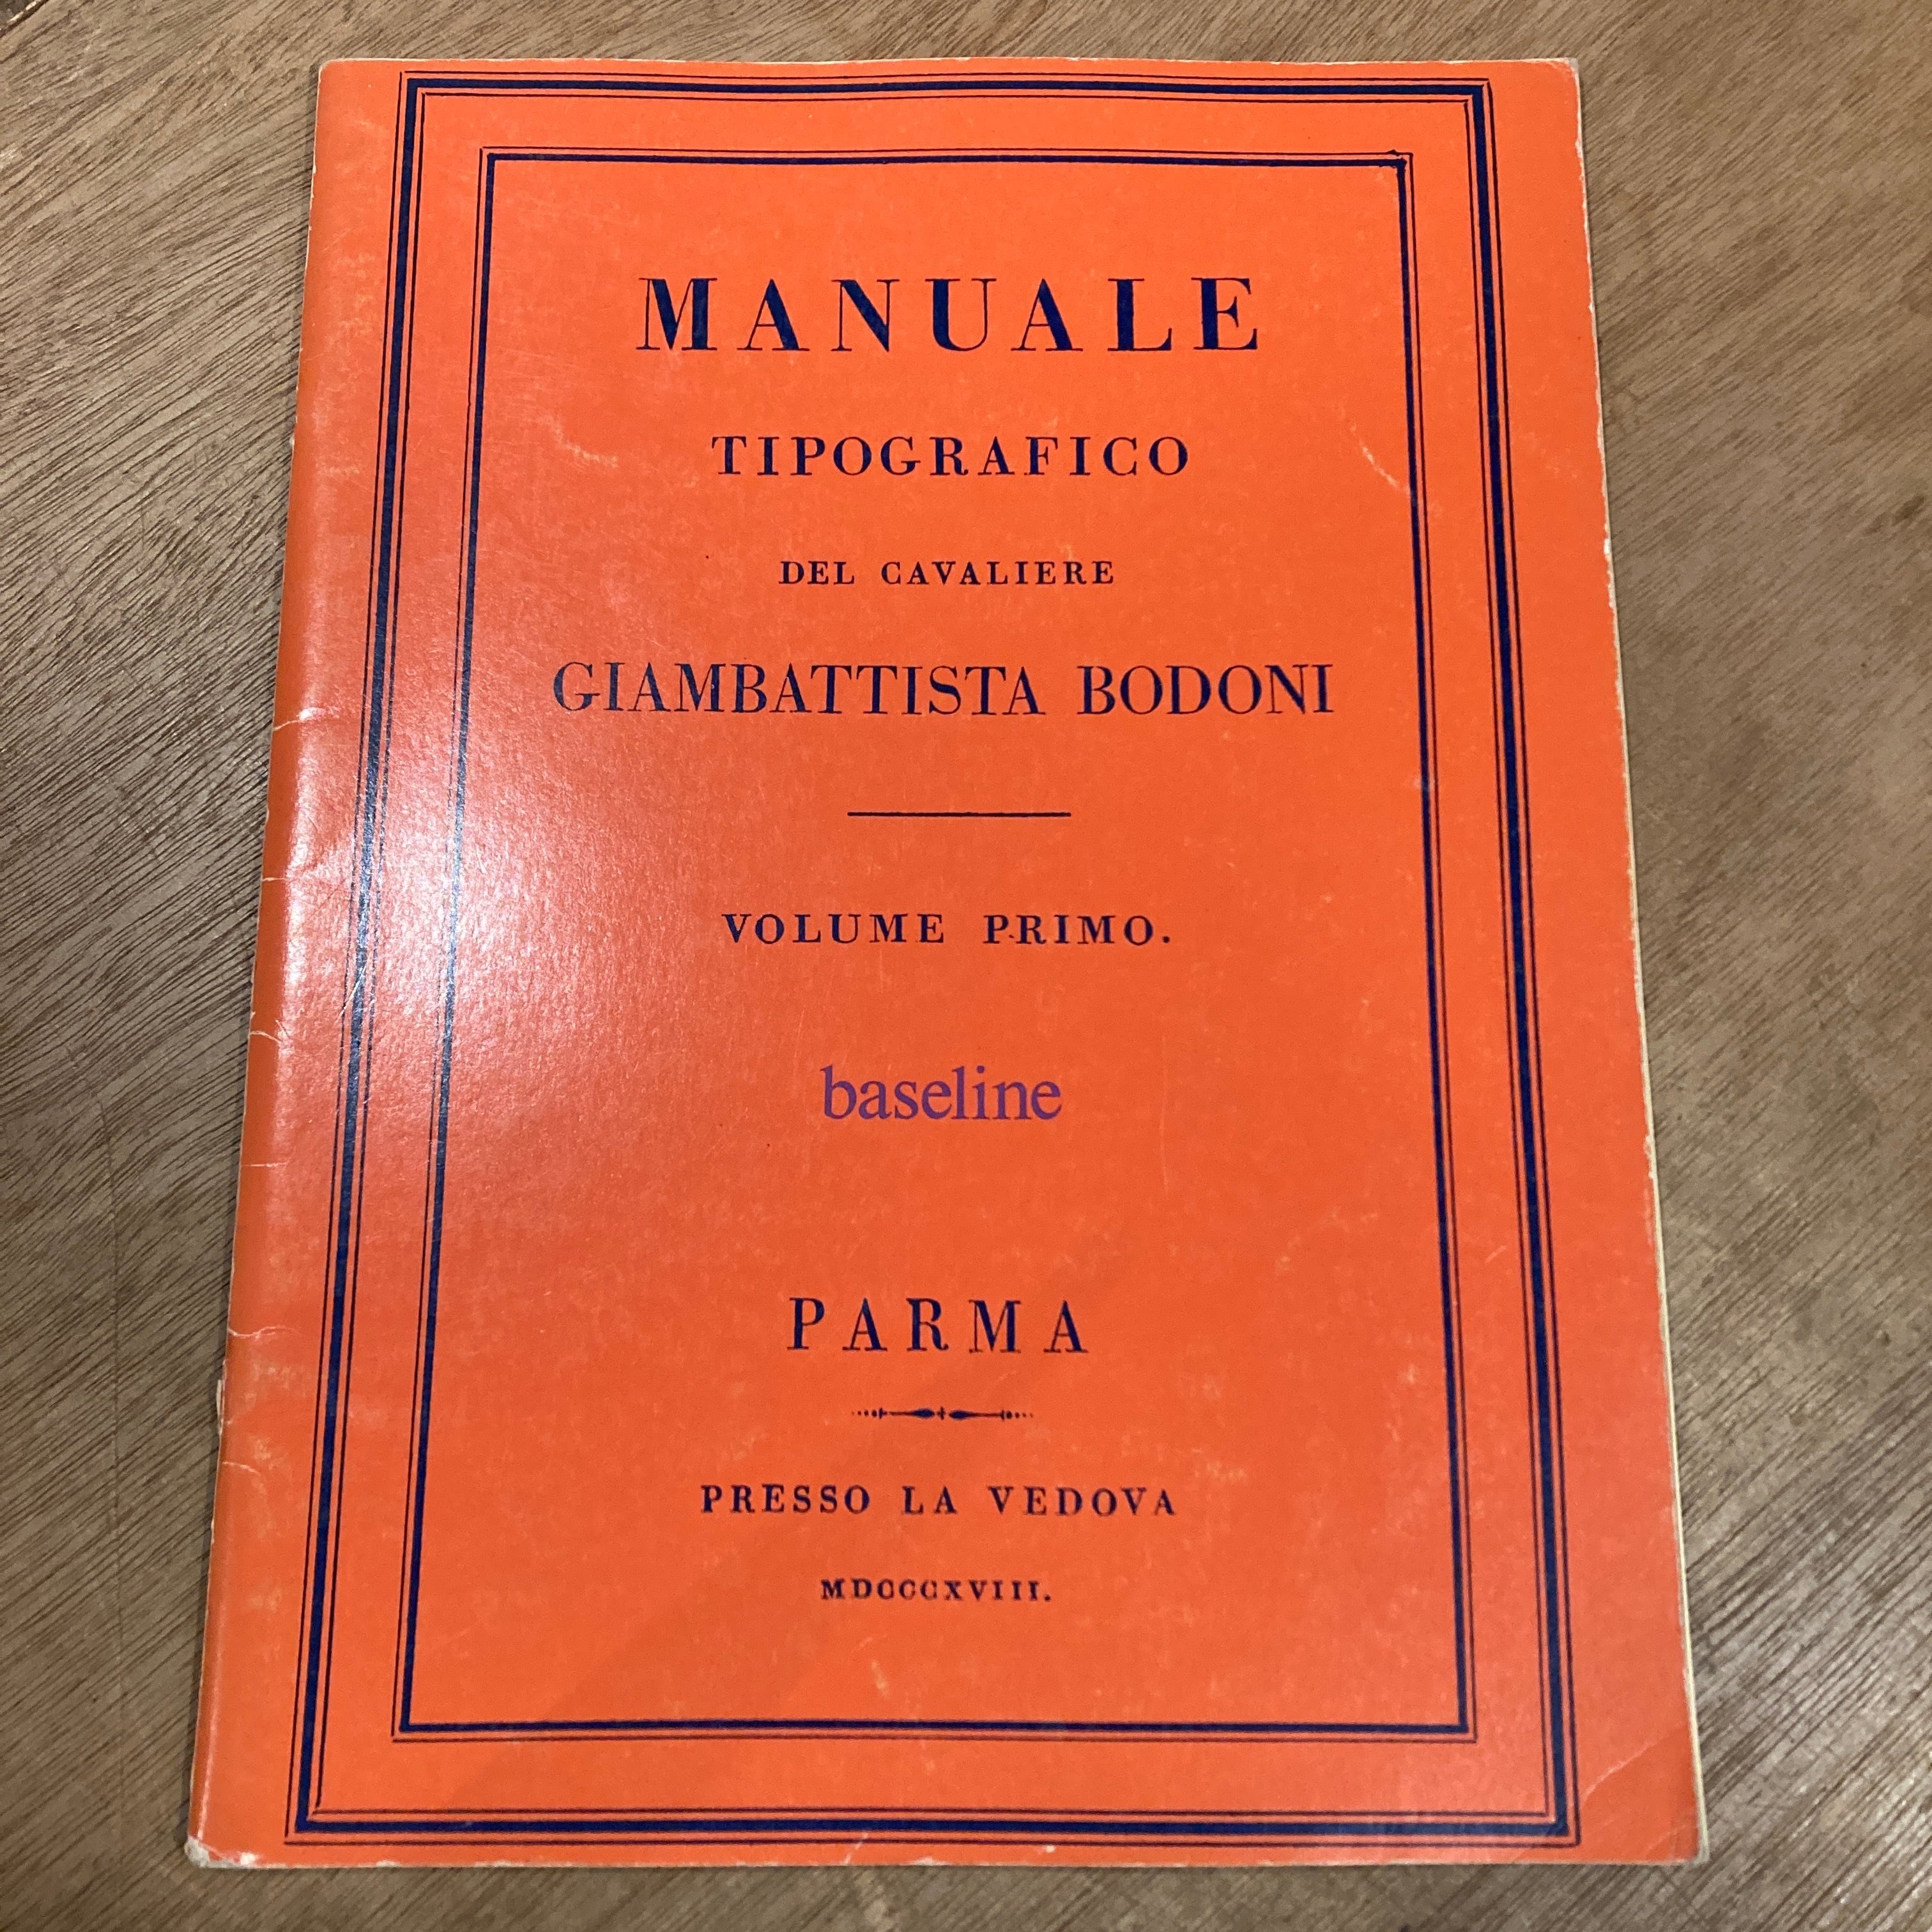 MANUALE
TIPOGRAFICO
DEL CAVALIERE
GIAMBATTISTA BODONI
VOLUME PRIMO.
baseline
PARMA
PRESSO LA VEDOVA
MDCCCXVIII.